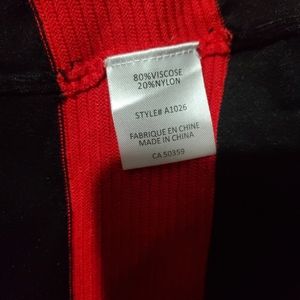 80%VISCOSE
20%NYLON
STYLE# A1026
FABRIQUE EN CHINE
MADE IN CHINA
CA 50359